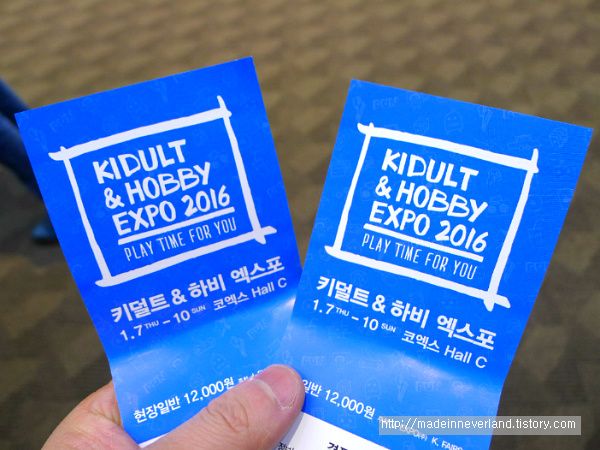 KIDULT
& HOBBY
EXPO 2016
PLAY TIME FOR YOU
키덜트 & 하비 엑스포
1.7 THU – 10 SUN 코엑스 Hall C
현장일반 12,000원
KIDULT
& HOBBY
EXPO 2016
PLAY TIME FOR YOU
키덜트 & 하비 엑스포
1.7 THU – 10 SUN 코엑스 Hall C
일반 12,000원
K. FAIRS
http://madeinneverland.tistory.com